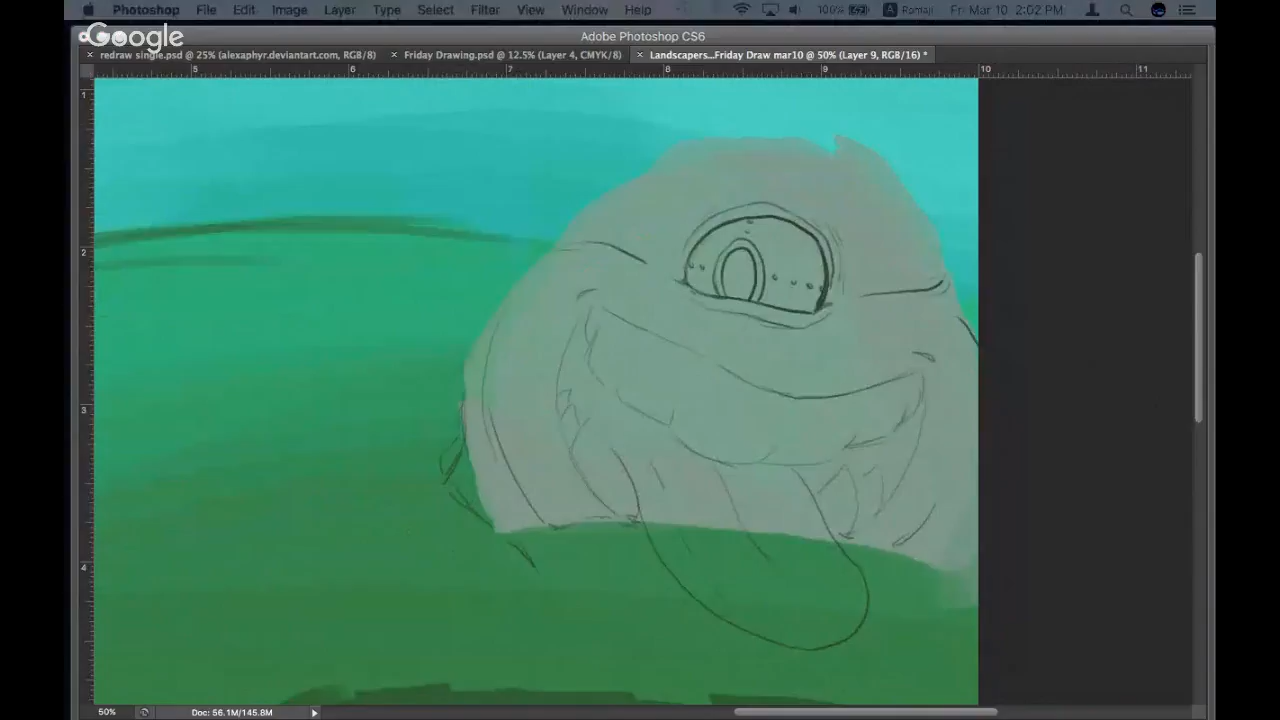 Photoshop File Edit Image Layer Type Select Filter View Window Help 100% A Romaji Fri Mar 10 2:02 PM
Google
Adobe Photoshop CS6
× redraw single.psd @ 25% (alexaphyr.deviantart.com, RGB/8) × Friday Drawing.psd @ 12.5% (Layer 4, CMYK/8) × Landscapers...Friday Draw mar10 @ 50% (Layer 9, RGB/16) *
5 6 7 8 9 10 11
1
2
3
4
50% Doc: 56.1M/145.8M